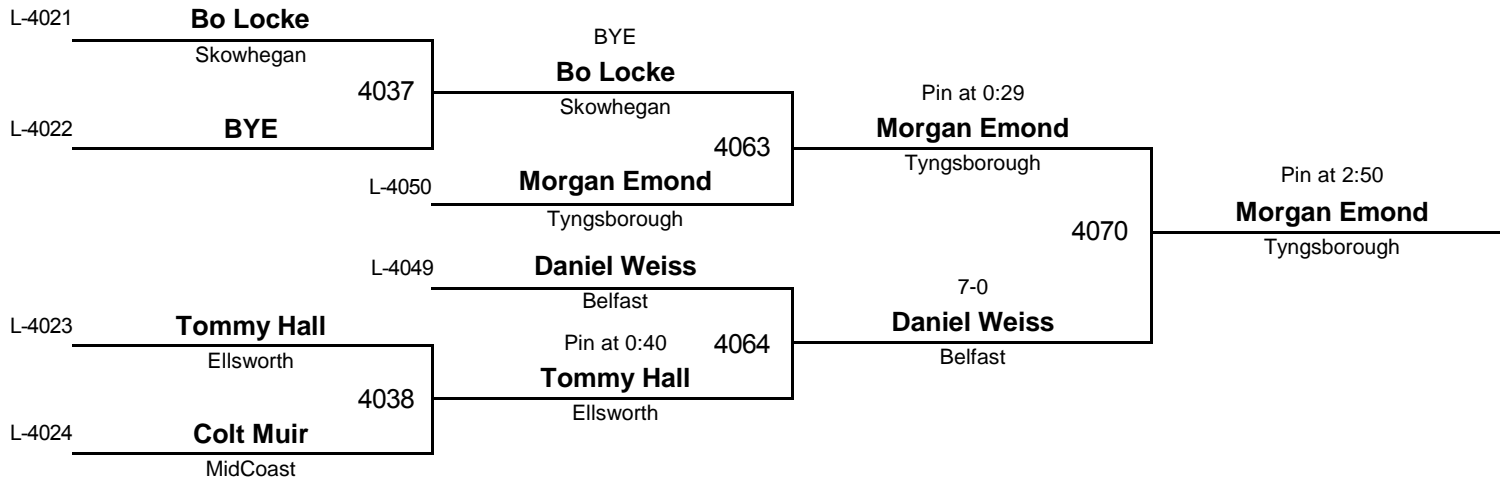 L-4021
Bo Locke
Skowhegan
4037
L-4022
BYE
BYE
Bo Locke
Skowhegan
4063
L-4050
Morgan Emond
Tyngsborough
Pin at 0:29
Morgan Emond
Tyngsborough
4070
Pin at 2:50
Morgan Emond
Tyngsborough
L-4049
Daniel Weiss
Belfast
4064
7-0
Daniel Weiss
Belfast
L-4023
Tommy Hall
Ellsworth
4038
Pin at 0:40
Tommy Hall
Ellsworth
L-4024
Colt Muir
MidCoast